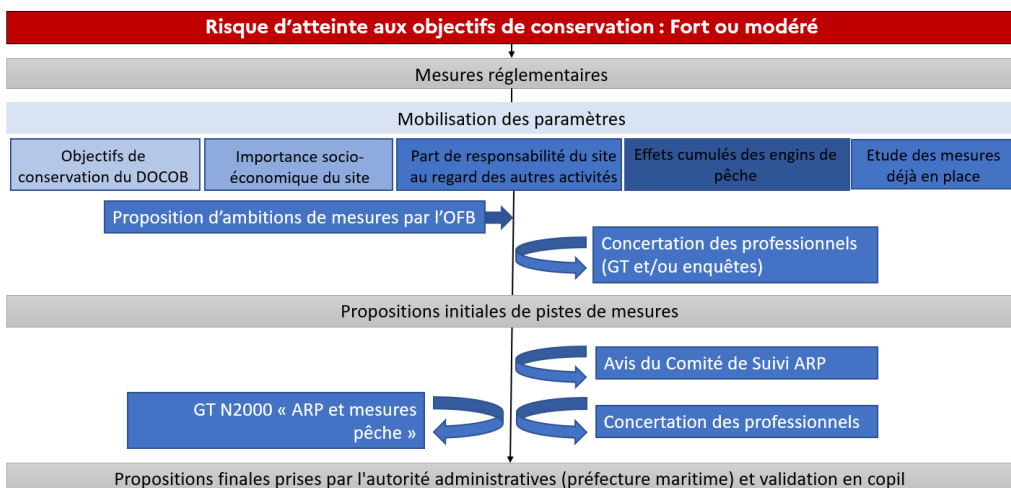 Risque d’atteinte aux objectifs de conservation : Fort ou modéré
Mesures réglementaires
Mobilisation des paramètres
Objectifs de
conservation du DOCOB
Importance socio-
économique du site
Part de responsabilité du site
au regard des autres activités
Effets cumulés des engins de
pêche
Etude des mesures
déjà en place
Proposition d’ambitions de mesures par l’OFB
Concertation des professionnels
(GT et/ou enquêtes)
Propositions initiales de pistes de mesures
Avis du Comité de Suivi ARP
GT N2000 « ARP et mesures
pêche »
Concertation des professionnels
Propositions finales prises par l'autorité administratives (préfecture maritime) et validation en copil